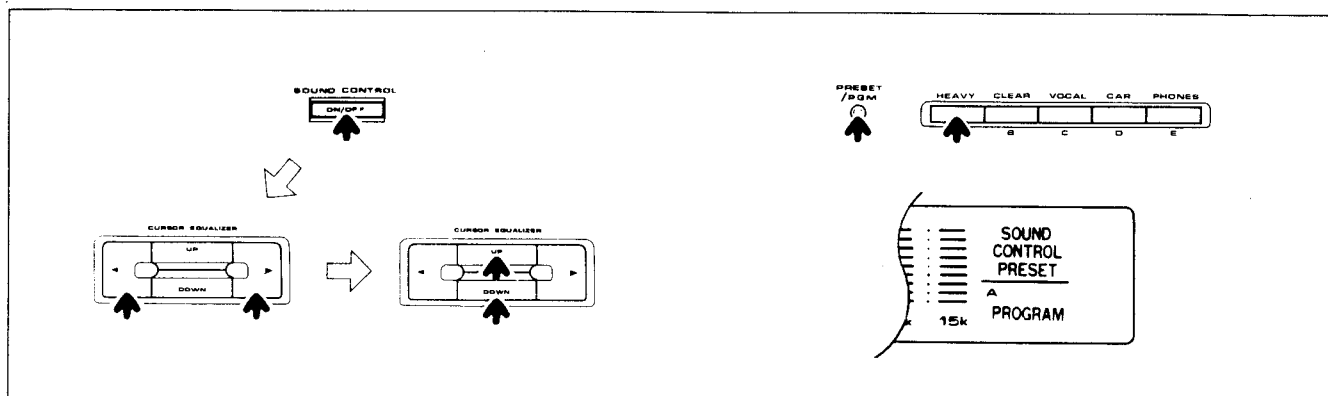 SOUND CONTROL
ON/OFF
CURSOR EQUALIZER
UP
DOWN
CURSOR EQUALIZER
UP
DOWN
PRESET
/PGM
HEAVY CLEAR VOCAL CAR PHONES
B C D E
SOUND
CONTROL
PRESET
A
PROGRAM
k 15k